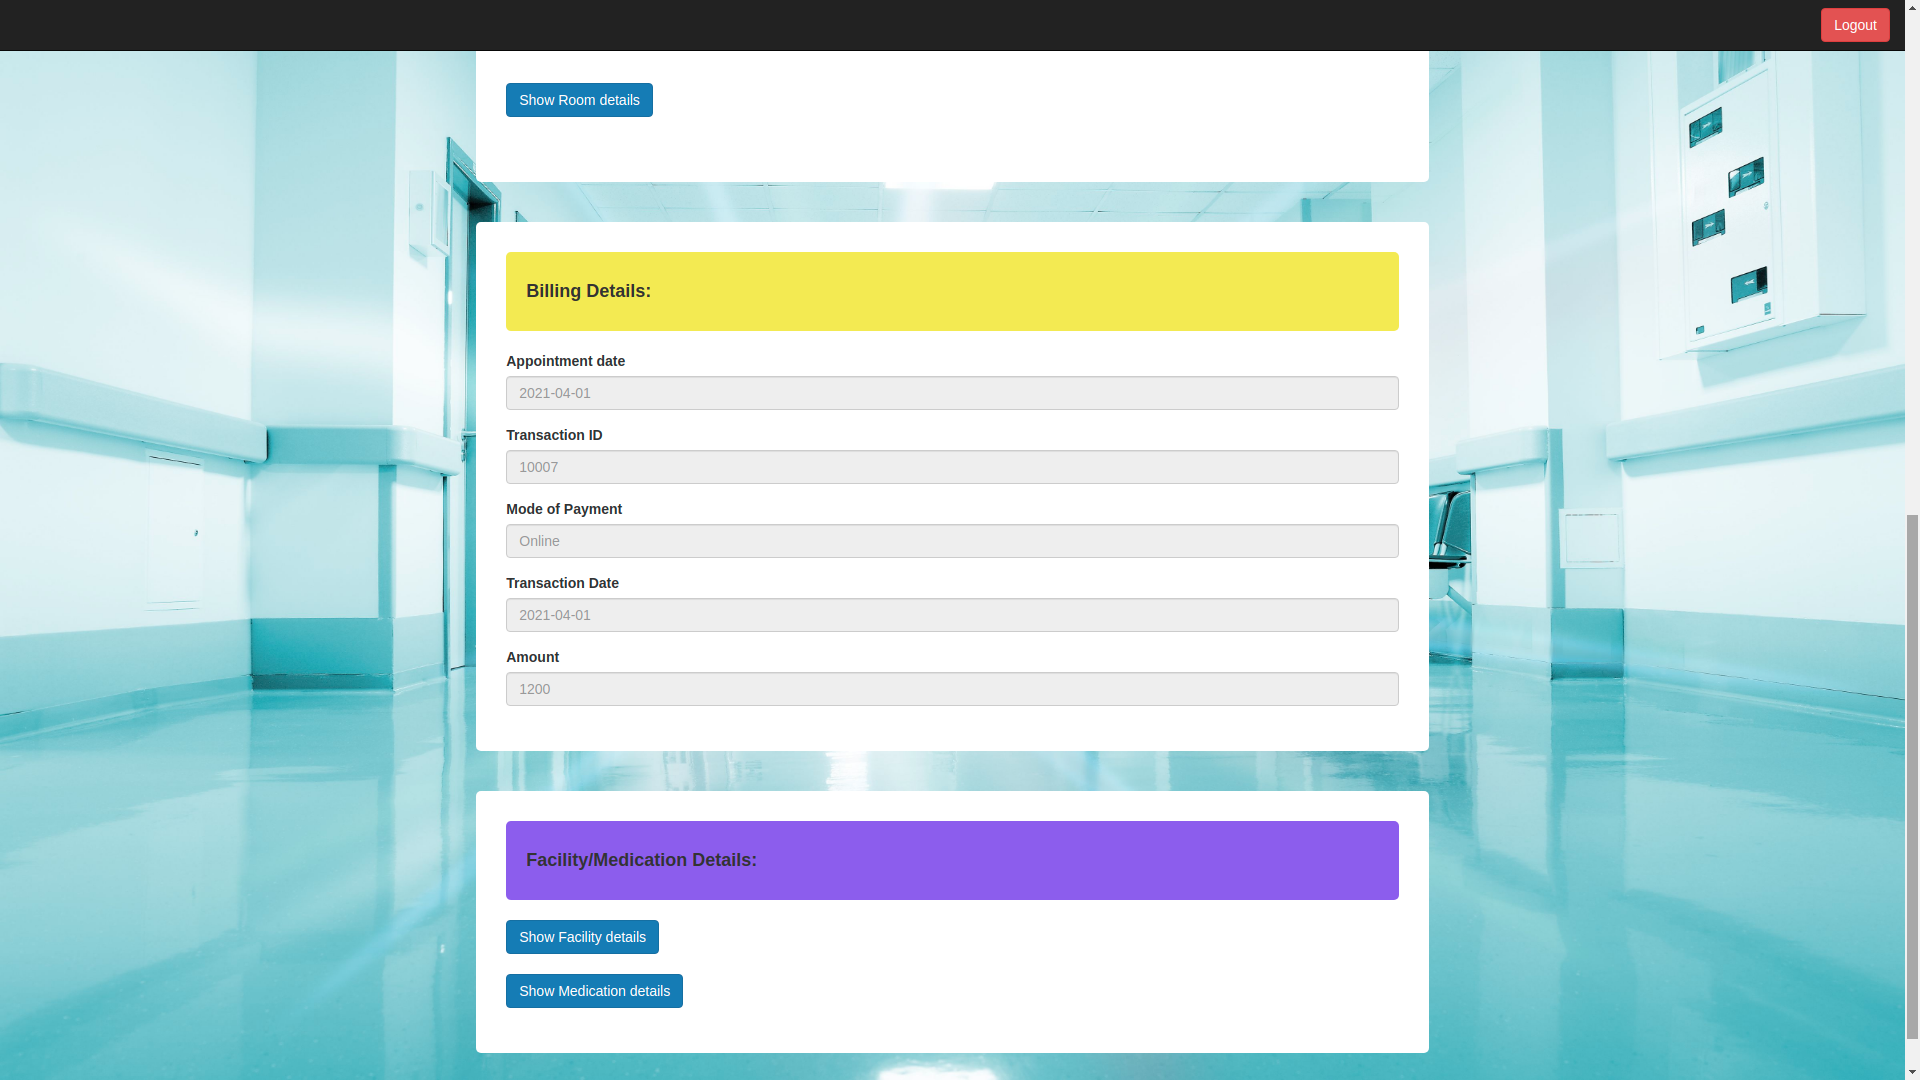 Logout
Show Room details
Billing Details:
Appointment date
2021-04-01
Transaction ID
10007
Mode of Payment
Online
Transaction Date
2021-04-01
Amount
1200
Facility/Medication Details:
Show Facility details
Show Medication details